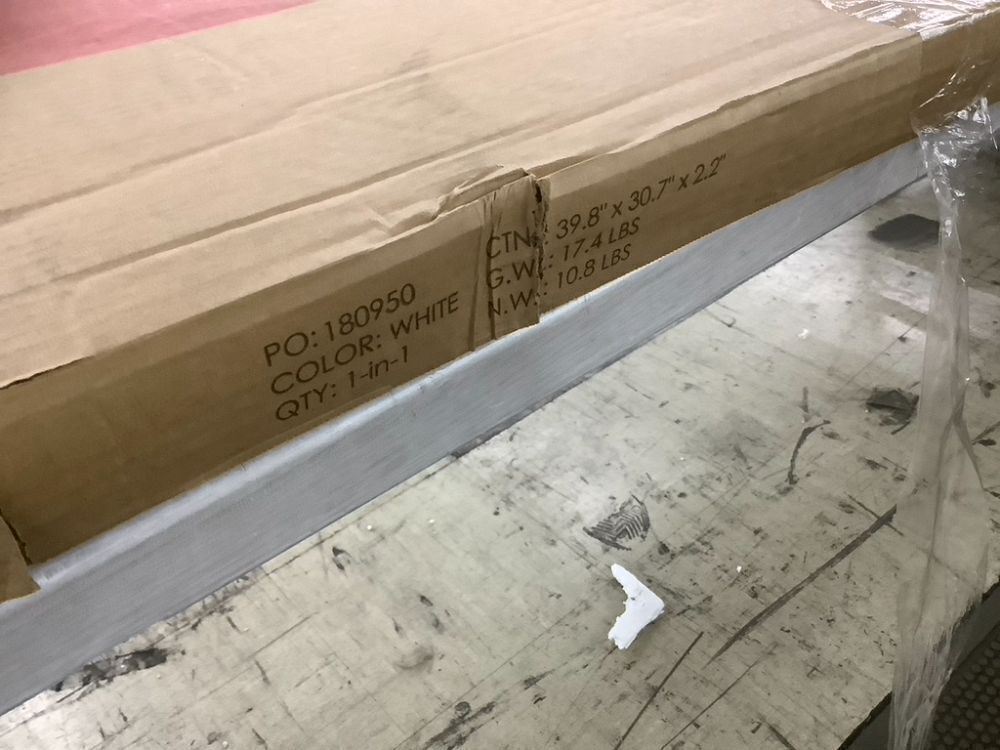 PO: 180950
COLOR: WHITE
QTY: 1-in-1
CTN.: 39.8" x 30.7" x 2.2"
G.W.: 17.4 LBS
N.W.: 10.8 LBS